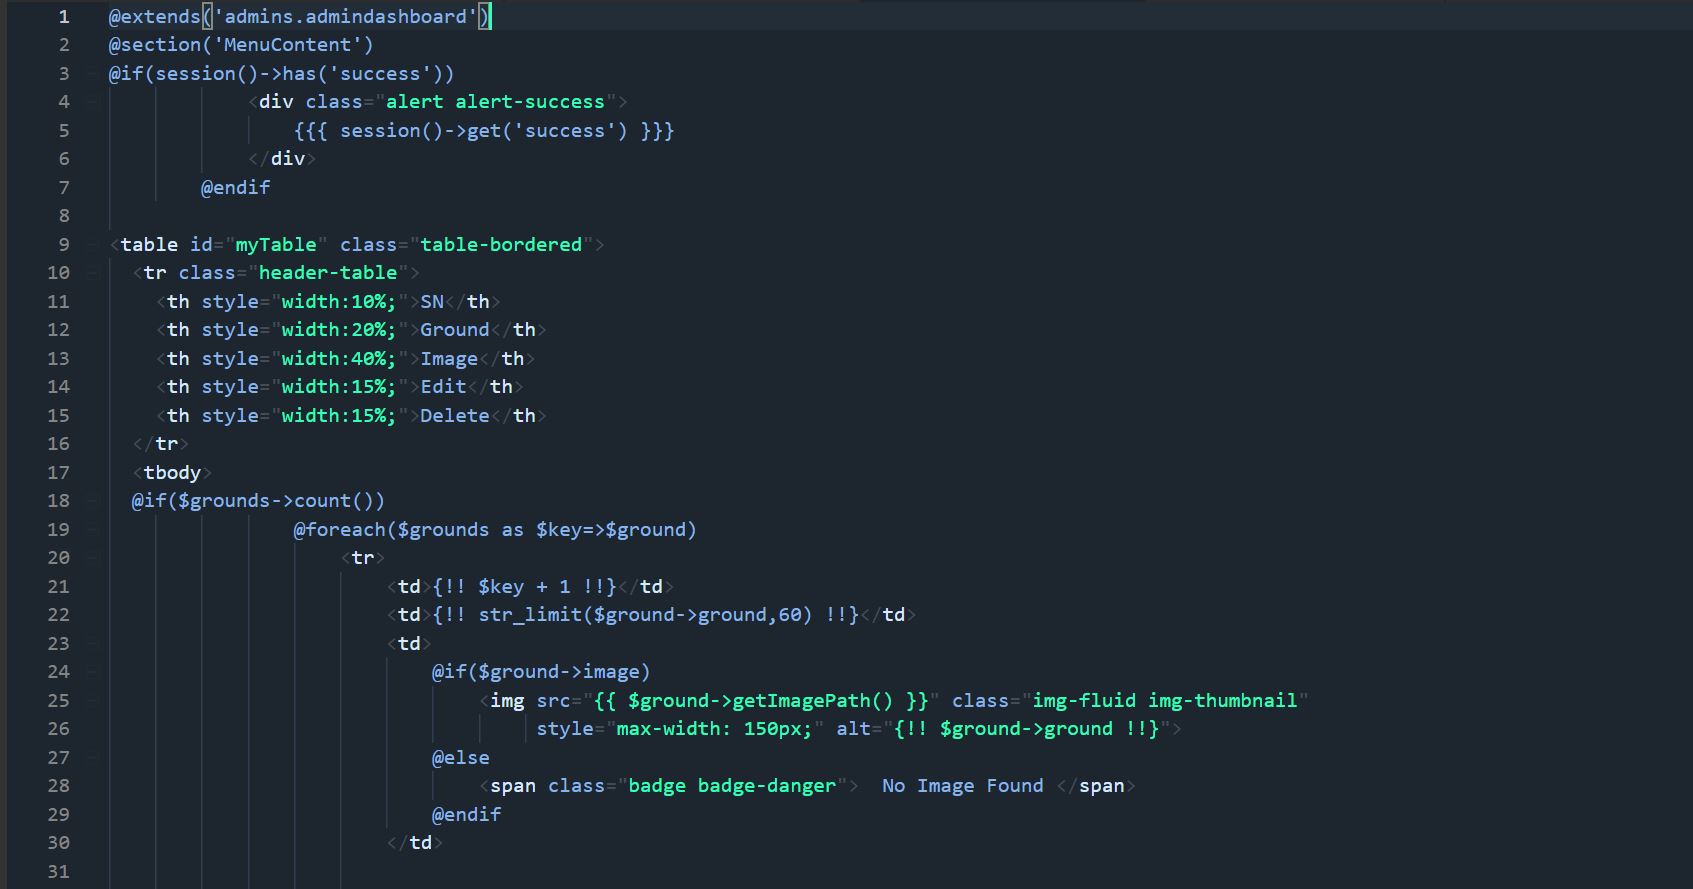 1 @extends('admins.admindashboard')
2 @section('MenuContent')
3 @if(session()->has('success'))
4 <div class="alert alert-success">
5 {{{ session()->get('success') }}}
6 </div>
7 @endif
8
9 <table id="myTable" class="table-bordered">
10 <tr class="header-table">
11 <th style="width:10%;">SN</th>
12 <th style="width:20%;">Ground</th>
13 <th style="width:40%;">Image</th>
14 <th style="width:15%;">Edit</th>
15 <th style="width:15%;">Delete</th>
16 </tr>
17 <tbody>
18 @if($grounds->count())
19 @foreach($grounds as $key=>$ground)
20 <tr>
21 <td>{!! $key + 1 !!}</td>
22 <td>{!! str_limit($ground->ground,60) !!}</td>
23 <td>
24 @if($ground->image)
25 <img src="{{ $ground->getImagePath() }}" class="img-fluid img-thumbnail"
26 style="max-width: 150px;" alt="{!! $ground->ground !!}">
27 @else
28 <span class="badge badge-danger">  No Image Found </span>
29 @endif
30 </td>
31